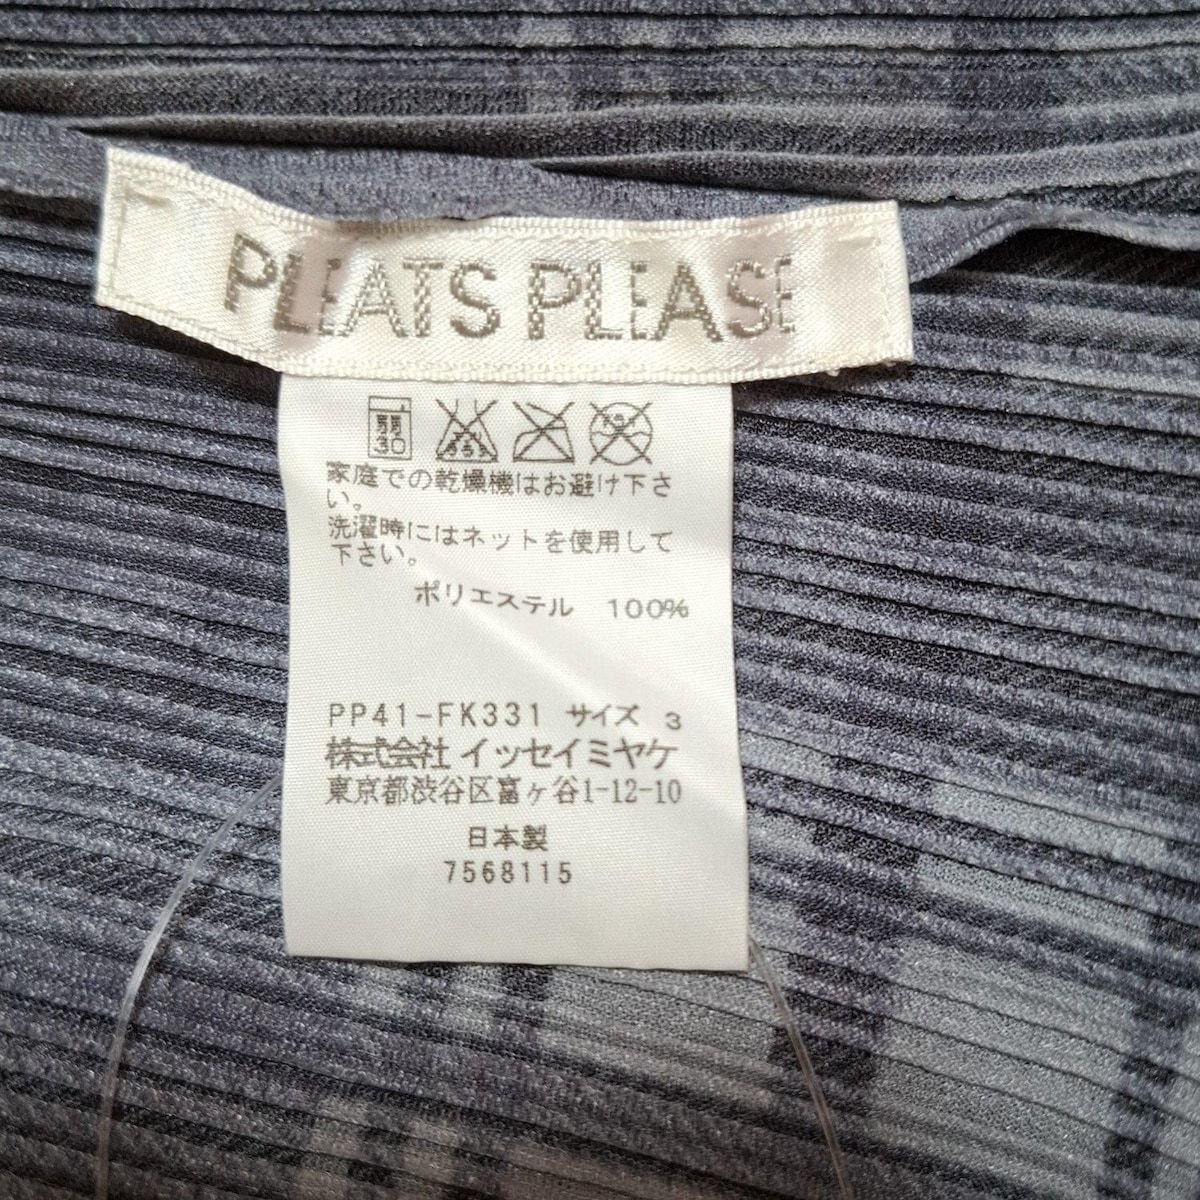 PLEATS PLEASE
弱 30
家庭での乾燥機はお避け下さ
い。
洗濯時にはネットを使用して
下さい。
ポリエステル 100%
PP41-FK331 サイズ 3
株式会社 イッセイミヤケ
東京都渋谷区富ヶ谷1-12-10
日本製
7568115